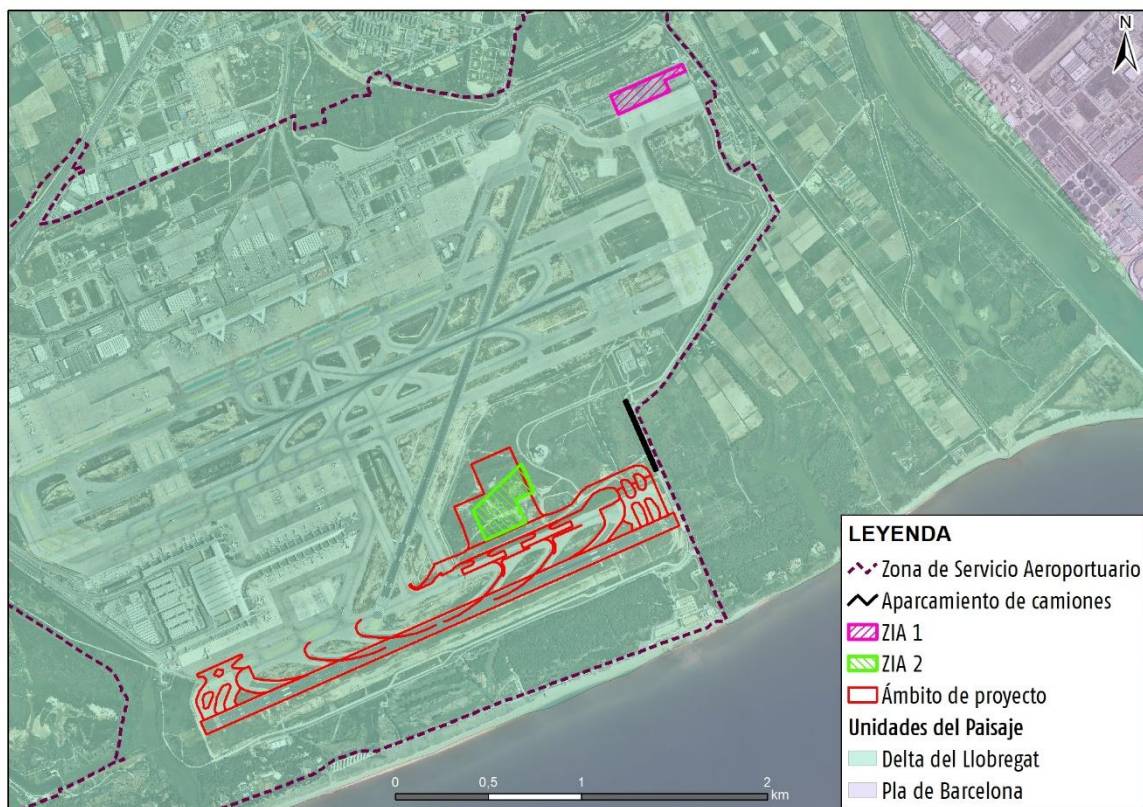 N
LEYENDA
Zona de Servicio Aeroportuario
Aparcamiento de camiones
ZIA 1
ZIA 2
Ámbito de proyecto
Unidades del Paisaje
Delta del Llobregat
Pla de Barcelona
0 0,5 1 2
km